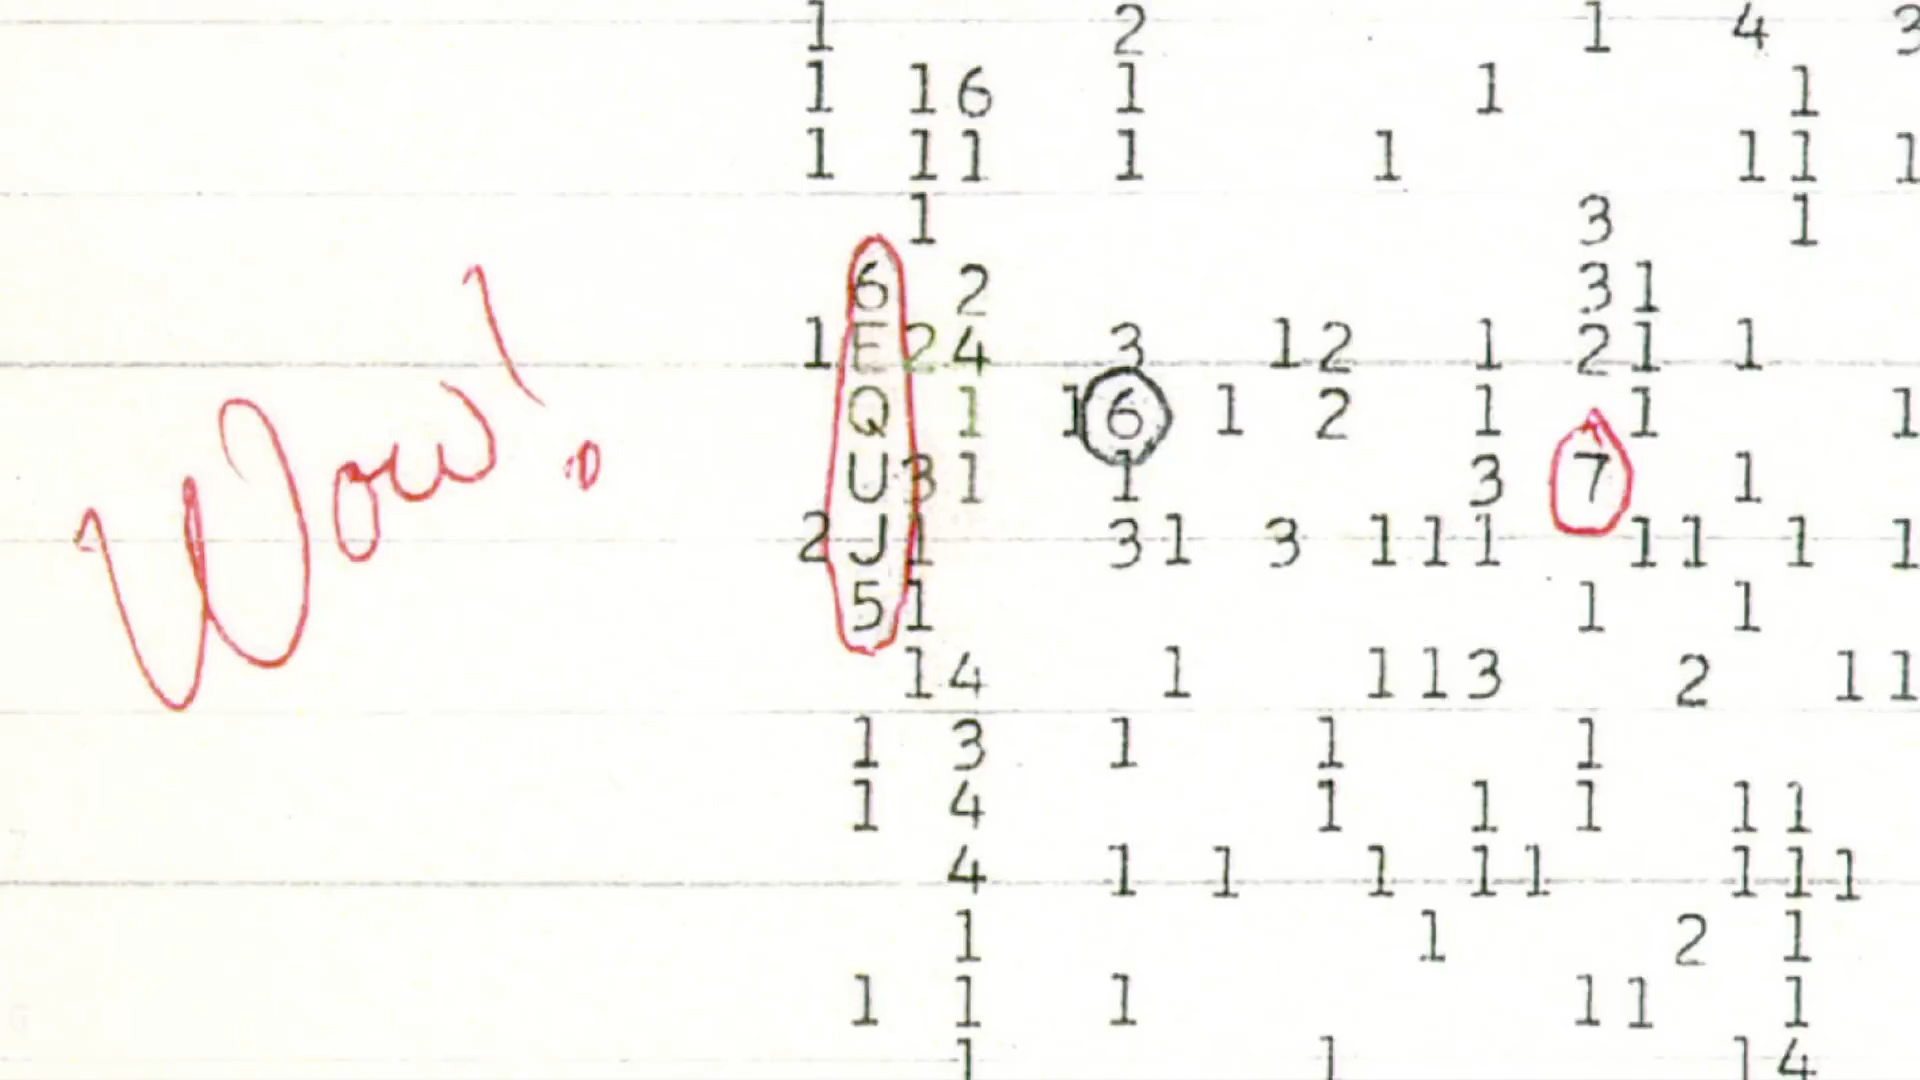 1 2 1 4 3
1 16 1 1 1
1 11 1 1 11 1
1 3 1
6 2 31
1E24 3 12 1 21 1
Q 1 16 1 2 1 1 1
U31 1 3 7 1
2J1 31 3 111 11 1 1
51 1 1
14 1 113 2 11
1 3 1 1 1
1 4 1 1 1 11
4 1 1 1 11 111
1 1 2 1
1 1 1 11 1
1 1 14
Wow!